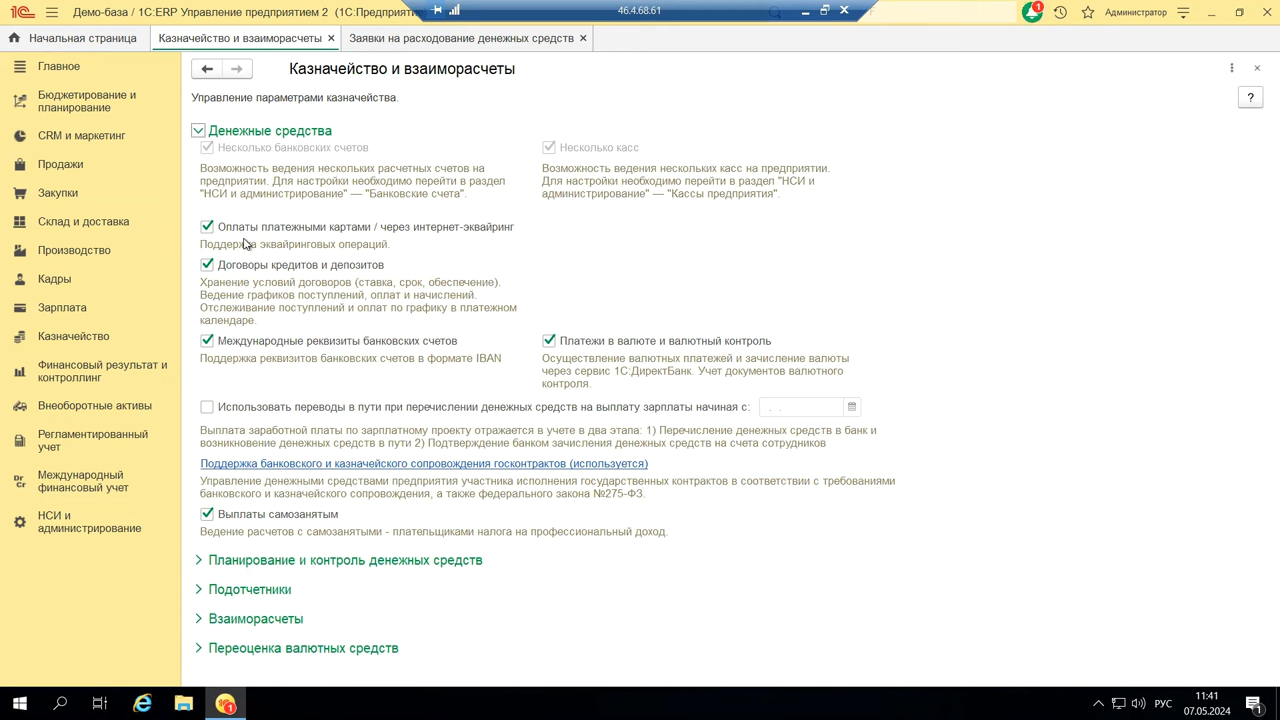 Демо-база / 1С:ERP Управление предприятием 2 (1С:Предприятие
46.4.68.61
1
Администратор
Начальная страница
Казначейство и взаиморасчеты ×
Заявки на расходование денежных средств ×
Главное
Бюджетирование и
планирование
CRM и маркетинг
Продажи
Закупки
Склад и доставка
Производство
Кадры
Зарплата
Казначейство
Финансовый результат и
контроллинг
Внеоборотные активы
Регламентированный
учет
Международный
финансовый учет
НСИ и
администрирование
Казначейство и взаиморасчеты
Управление параметрами казначейства.
?
Денежные средства
Несколько банковских счетов
Возможность ведения нескольких расчетных счетов на
предприятии. Для настройки необходимо перейти в раздел
"НСИ и администрирование" — "Банковские счета".
Несколько касс
Возможность ведения нескольких касс на предприятии.
Для настройки необходимо перейти в раздел "НСИ и
администрирование" — "Кассы предприятия".
Оплаты платежными картами / через интернет-эквайринг
Поддержка эквайринговых операций.
Договоры кредитов и депозитов
Хранение условий договоров (ставка, срок, обеспечение).
Ведение графиков поступлений, оплат и начислений.
Отслеживание поступлений и оплат по графику в платежном
календаре.
Международные реквизиты банковских счетов
Поддержка реквизитов банковских счетов в формате IBAN
Платежи в валюте и валютный контроль
Осуществление валютных платежей и зачисление валюты
через сервис 1С:ДиректБанк. Учет документов валютного
контроля.
Использовать переводы в пути при перечислении денежных средств на выплату зарплаты начиная с: . .
Выплата заработной платы по зарплатному проекту отражается в учете в два этапа: 1) Перечисление денежных средств в банк и
возникновение денежных средств в пути 2) Подтверждение банком зачисления денежных средств на счета сотрудников
Поддержка банковского и казначейского сопровождения госконтрактов (используется)
Управление денежными средствами предприятия участника исполнения государственных контрактов в соответствии с требованиями
банковского и казначейского сопровождения, а также федерального закона №275-ФЗ.
Выплаты самозанятым
Ведение расчетов с самозанятыми - плательщиками налога на профессиональный доход.
Планирование и контроль денежных средств
Подотчетники
Взаиморасчеты
Переоценка валютных средств
1
РУС
11:41
07.05.2024
1